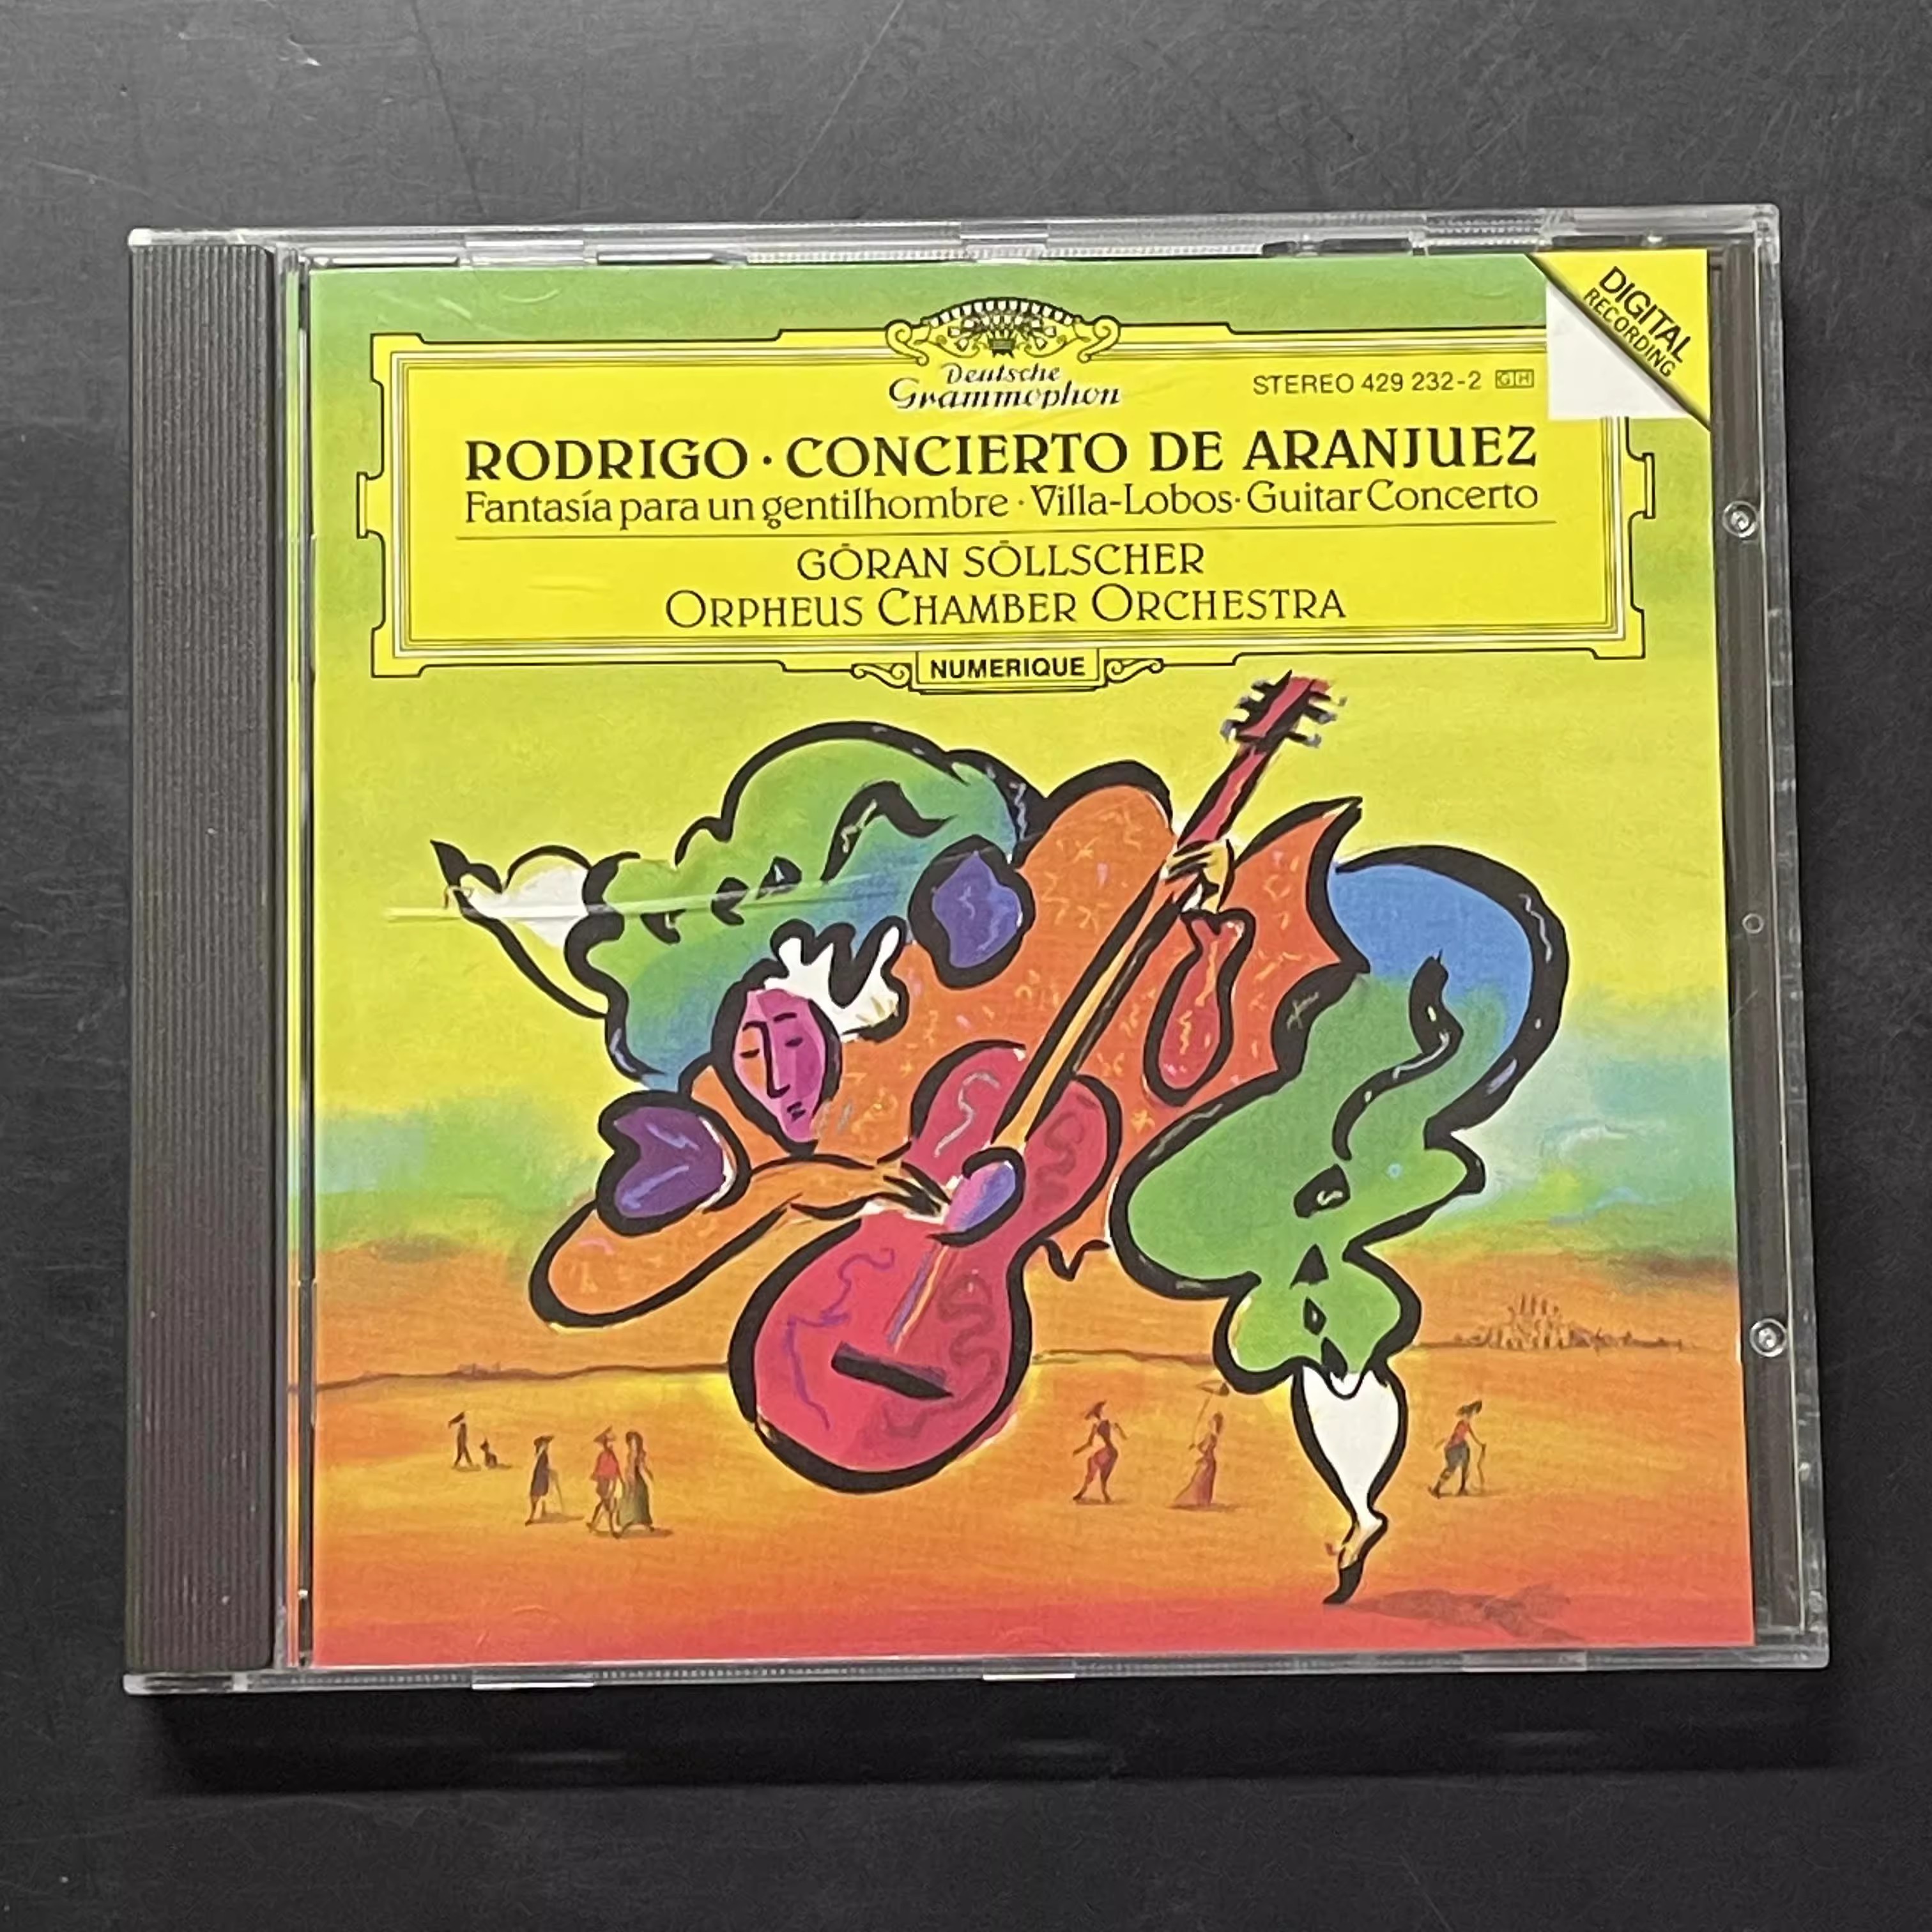 DIGITAL
RECORDING
Deutsche
Grammophon
STEREO 429 232-2 GH
RODRIGO · CONCIERTO DE ARANJUEZ
Fantasía para un gentilhombre · Villa-Lobos · Guitar Concerto
GÖRAN SÖLLSCHER
ORPHEUS CHAMBER ORCHESTRA
NUMERIQUE